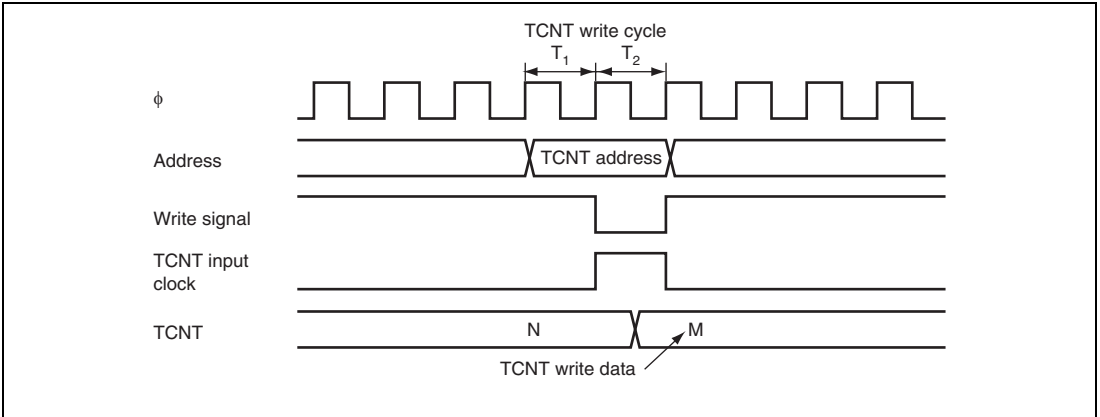 TCNT write cycle
T1 T2
ϕ
Address
TCNT address
Write signal
TCNT input
clock
TCNT
N
M
TCNT write data